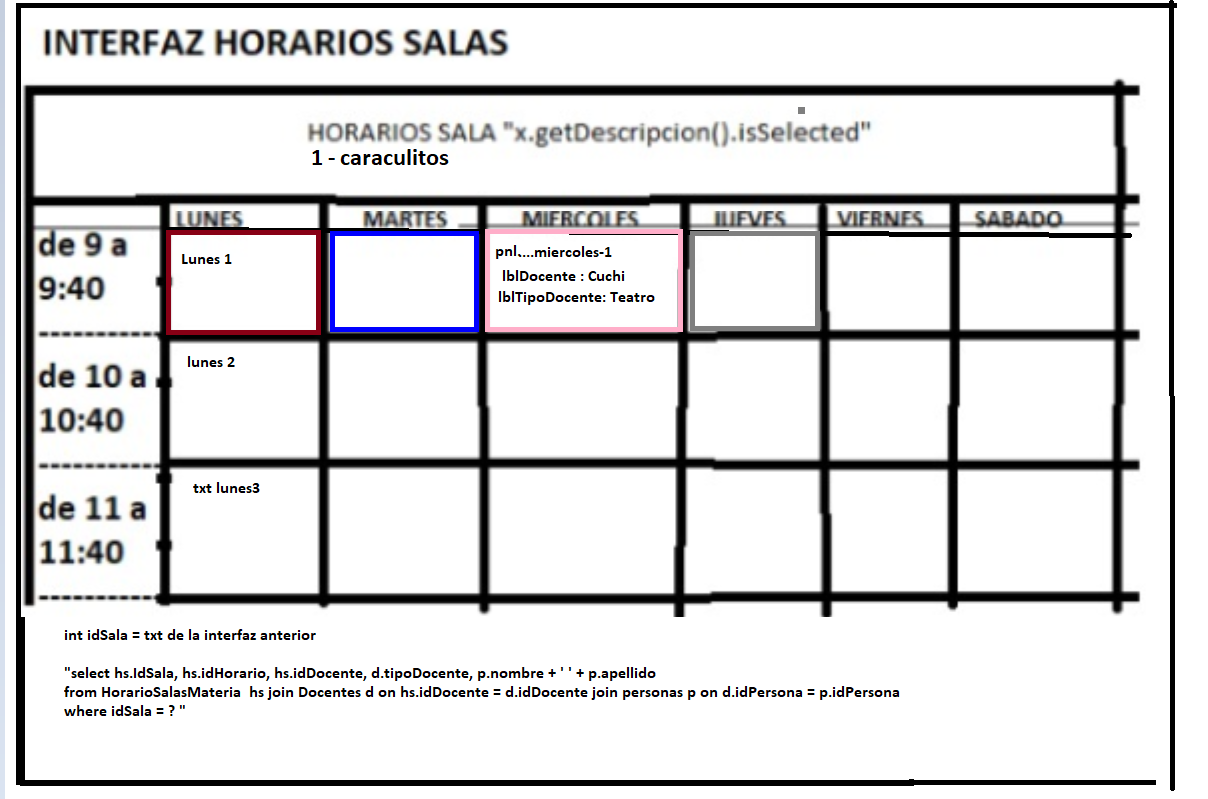 INTERFAZ HORARIOS SALAS
HORARIOS SALA "x.getDescripcion().isSelected"
1 - caraculitos
LUNES MARTES MIERCOLES JUEVES VIERNES SABADO
de 9 a
9:40
Lunes 1
pnl....miercoles-1
lblDocente : Cuchi
lblTipoDocente: Teatro
de 10 a
10:40
lunes 2
de 11 a
11:40
txt lunes3
int idSala = txt de la interfaz anterior
"select hs.IdSala, hs.idHorario, hs.idDocente, d.tipoDocente, p.nombre + ' ' + p.apellido
from HorarioSalasMateria hs join Docentes d on hs.idDocente = d.idDocente join personas p on d.idPersona = p.idPersona
where idSala = ? "